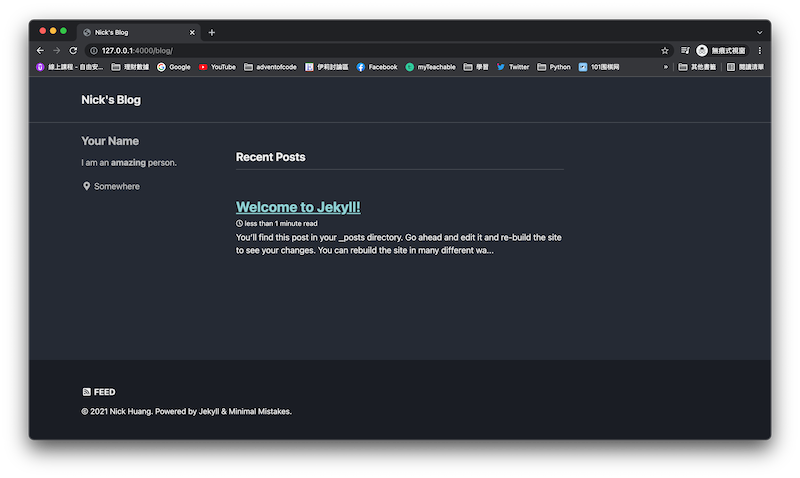 Nick's Blog
127.0.0.1:4000/blog/
無痕式視窗
線上課程 - 自由安...
理財數據
Google
YouTube
adventofcode
伊莉討論區
Facebook
myTeachable
學習
Twitter
Python
101围棋网
»
其他書籤
閱讀清單
Nick's Blog
Your Name
I am an amazing person.
Somewhere
Recent Posts
Welcome to Jekyll!
less than 1 minute read
You'll find this post in your _posts directory. Go ahead and edit it and re-build the site
to see your changes. You can rebuild the site in many different wa...
FEED
© 2021 Nick Huang. Powered by Jekyll & Minimal Mistakes.